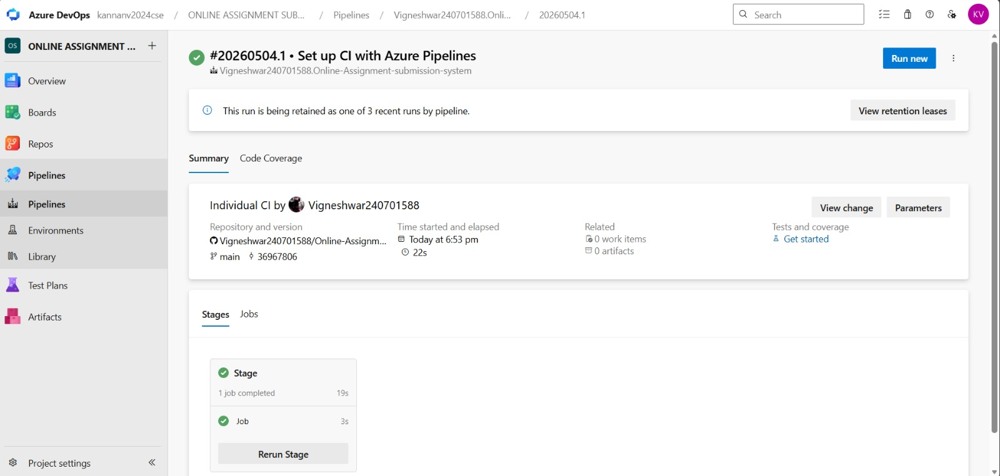 Azure DevOps kannanv2024cse / ONLINE ASSIGNMENT SUB... / Pipelines / Vigneshwar240701588.Onli... / 20260504.1
Search
KV
OS ONLINE ASSIGNMENT ... +
Overview
Boards
Repos
Pipelines
Pipelines
Environments
Library
Test Plans
Artifacts
Project settings
#20260504.1 • Set up CI with Azure Pipelines
Vigneshwar240701588.Online-Assignment-submission-system
Run new
This run is being retained as one of 3 recent runs by pipeline.
View retention leases
Summary Code Coverage
Individual CI by Vigneshwar240701588
View change Parameters
Repository and version
Vigneshwar240701588/Online-Assignm...
main 36967806
Time started and elapsed
Today at 6:53 pm
22s
Related
0 work items
0 artifacts
Tests and coverage
Get started
Stages Jobs
Stage
1 job completed 19s
Job 3s
Rerun Stage